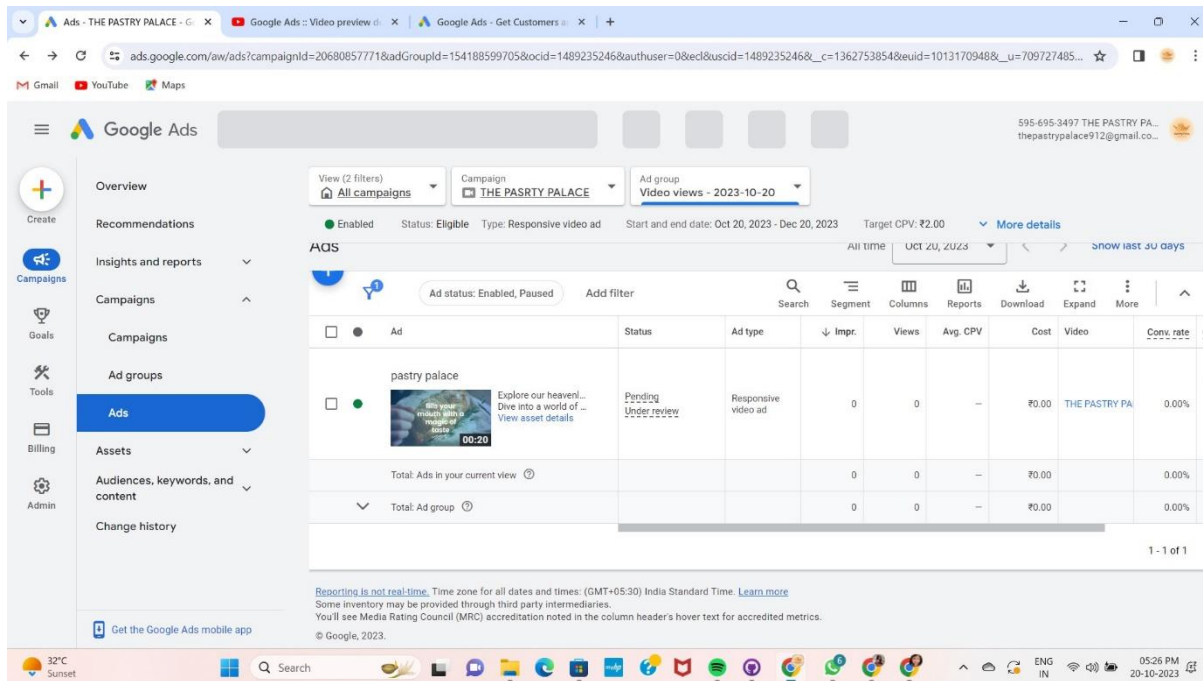 Ads - THE PASTRY PALACE - G
Google Ads :: Video preview d
Google Ads - Get Customers a
ads.google.com/aw/ads?campaignId=20680857771&adGroupId=154188599705&ocid=1489235246&authuser=0&ecl&uscid=1489235246&__c=1362753854&euid=1013170948&__u=709727485...
Gmail YouTube Maps
Google Ads
595-695-3497 THE PASTRY PA...
thepastrypalace912@gmail.co...
Create
Campaigns
Goals
Tools
Billing
Admin
Overview
Recommendations
Insights and reports
Campaigns
Campaigns
Ad groups
Ads
Assets
Audiences, keywords, and
content
Change history
Get the Google Ads mobile app
View (2 filters)
All campaigns
Campaign
THE PASRTY PALACE
Ad group
Video views - 2023-10-20
Enabled Status: Eligible Type: Responsive video ad Start and end date: Oct 20, 2023 - Dec 20, 2023 Target CPV: ₹2.00 More details
Ads All time Oct 20, 2023 Show last 30 days
1
Ad status: Enabled, Paused Add filter
Search Segment Columns Reports Download Expand More
Ad Status Ad type Impr. Views Avg. CPV Cost Video Conv. rate
pastry palace
fills your
mouth with a
magic of
taste
00:20
Explore our heavenl...
Dive into a world of ...
View asset details
Pending
Under review
Responsive
video ad
0 0 — ₹0.00 THE PASTRY PA 0.00%
Total: Ads in your current view 0 0 — ₹0.00 0.00%
Total: Ad group 0 0 — ₹0.00 0.00%
1 - 1 of 1
Reporting is not real-time. Time zone for all dates and times: (GMT+05:30) India Standard Time. Learn more
Some inventory may be provided through third party intermediaries.
You'll see Media Rating Council (MRC) accreditation noted in the column header's hover text for accredited metrics.
© Google, 2023.
32°C
Sunset
Search
ENG
IN
05:26 PM
20-10-2023